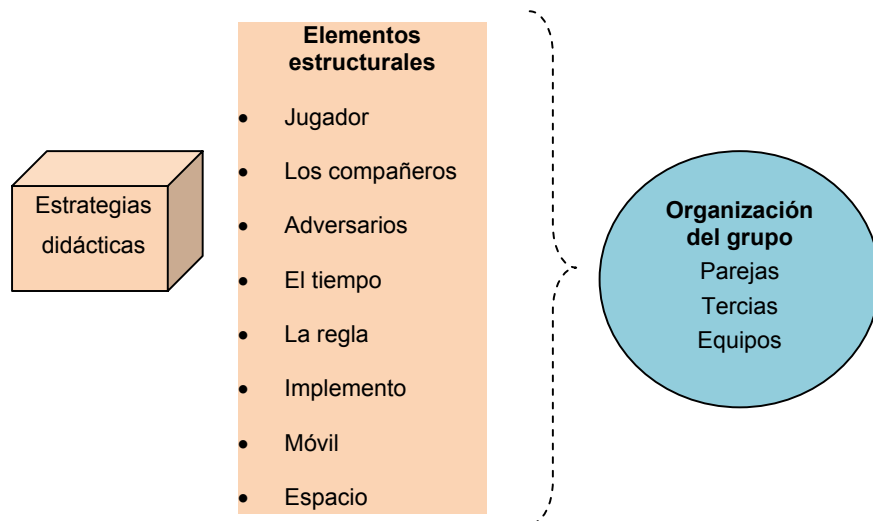 Estrategias
didácticas
Elementos
estructurales
• Jugador
• Los compañeros
• Adversarios
• El tiempo
• La regla
• Implemento
• Móvil
• Espacio
Organización
del grupo
Parejas
Tercias
Equipos